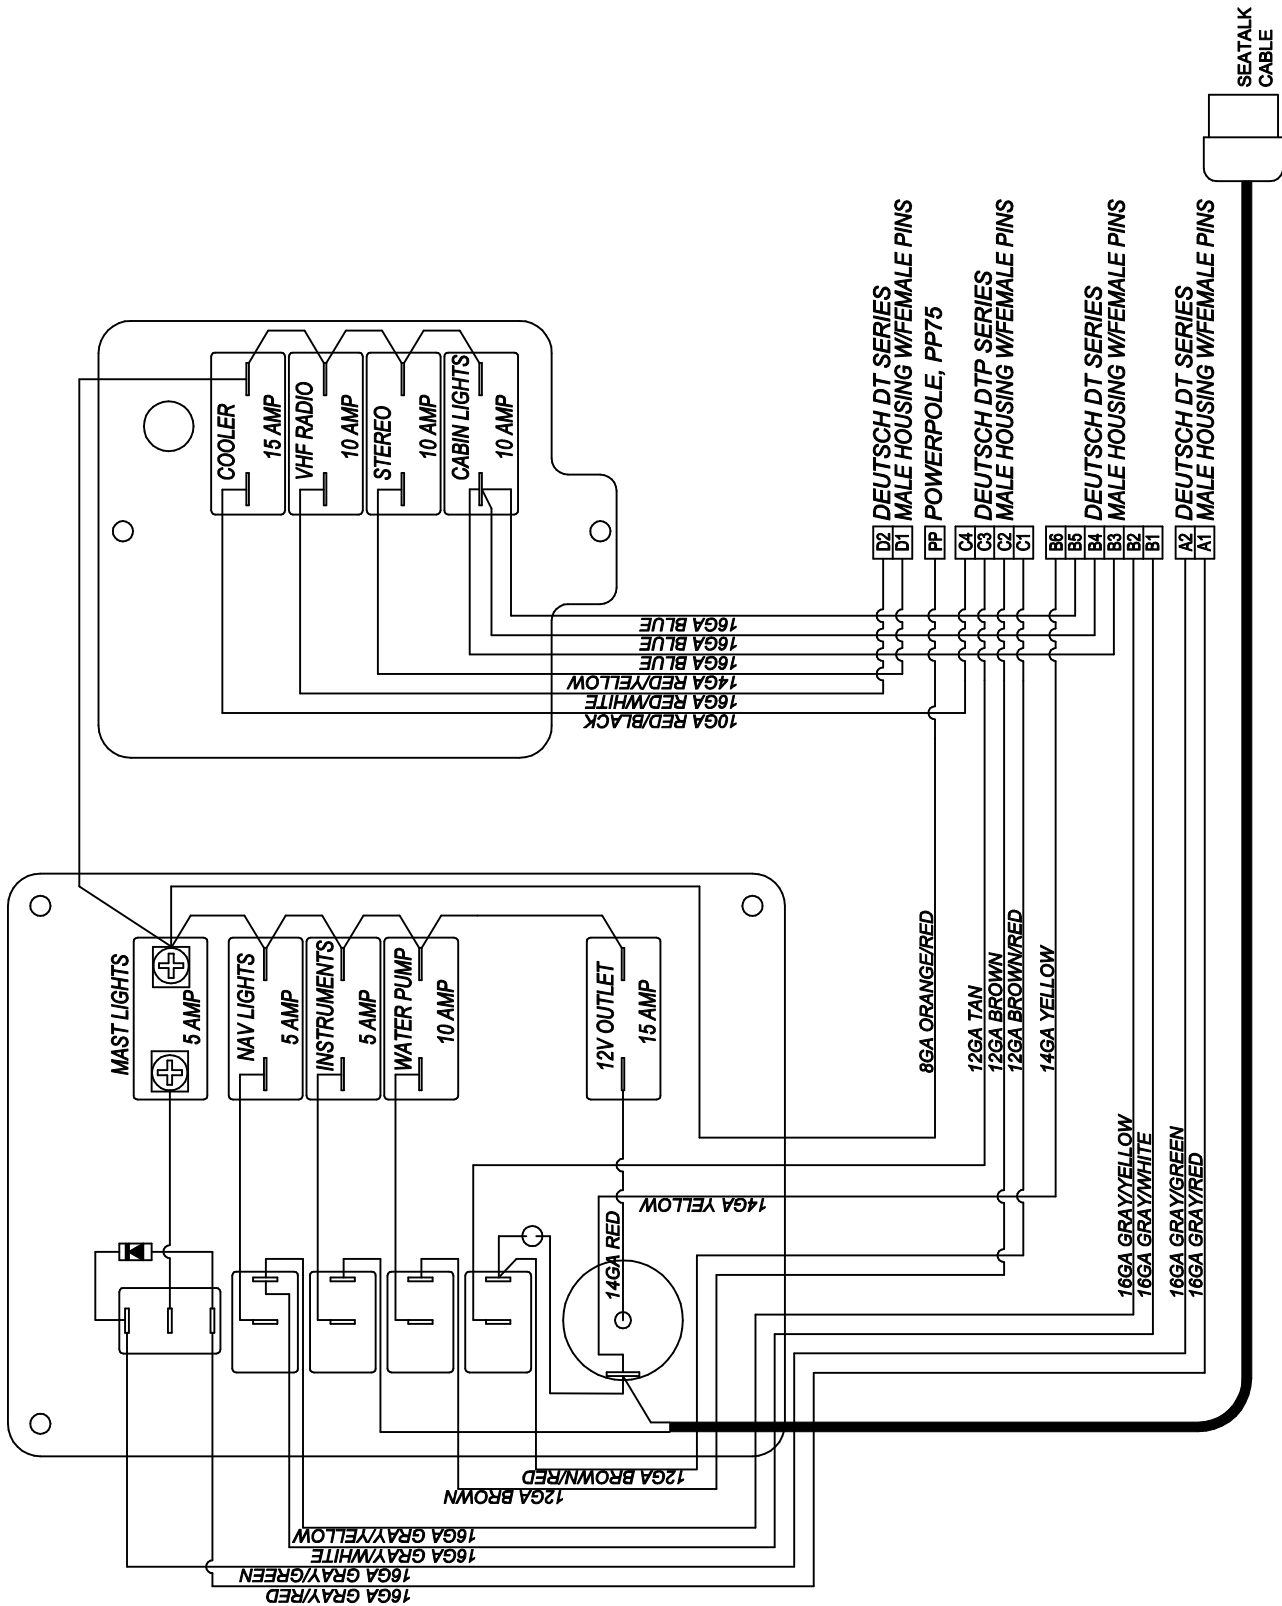 SEATALK
CABLE
COOLER
15 AMP
VHF RADIO
10 AMP
STEREO
10 AMP
CABIN LIGHTS
10 AMP
DEUTSCH DT SERIES
MALE HOUSING W/FEMALE PINS
POWERPOLE, PP75
DEUTSCH DTP SERIES
MALE HOUSING W/FEMALE PINS
DEUTSCH DT SERIES
MALE HOUSING W/FEMALE PINS
DEUTSCH DT SERIES
MALE HOUSING W/FEMALE PINS
D2
D1
PP
C4
C3
C2
C1
B6
B5
B4
B3
B2
B1
A2
A1
16GA BLUE
16GA BLUE
16GA BLUE
14GA RED/YELLOW
16GA RED/WHITE
10GA RED/BLACK
MAST LIGHTS
5 AMP
NAV LIGHTS
5 AMP
INSTRUMENTS
5 AMP
WATER PUMP
10 AMP
12V OUTLET
15 AMP
8GA ORANGE/RED
12GA TAN
12GA BROWN
12GA BROWN/RED
14GA YELLOW
16GA GRAY/YELLOW
16GA GRAY/WHITE
16GA GRAY/GREEN
16GA GRAY/RED
14GA YELLOW
14GA RED
12GA BROWN/RED
12GA BROWN
16GA GRAY/YELLOW
16GA GRAY/WHITE
16GA GRAY/GREEN
16GA GRAY/RED